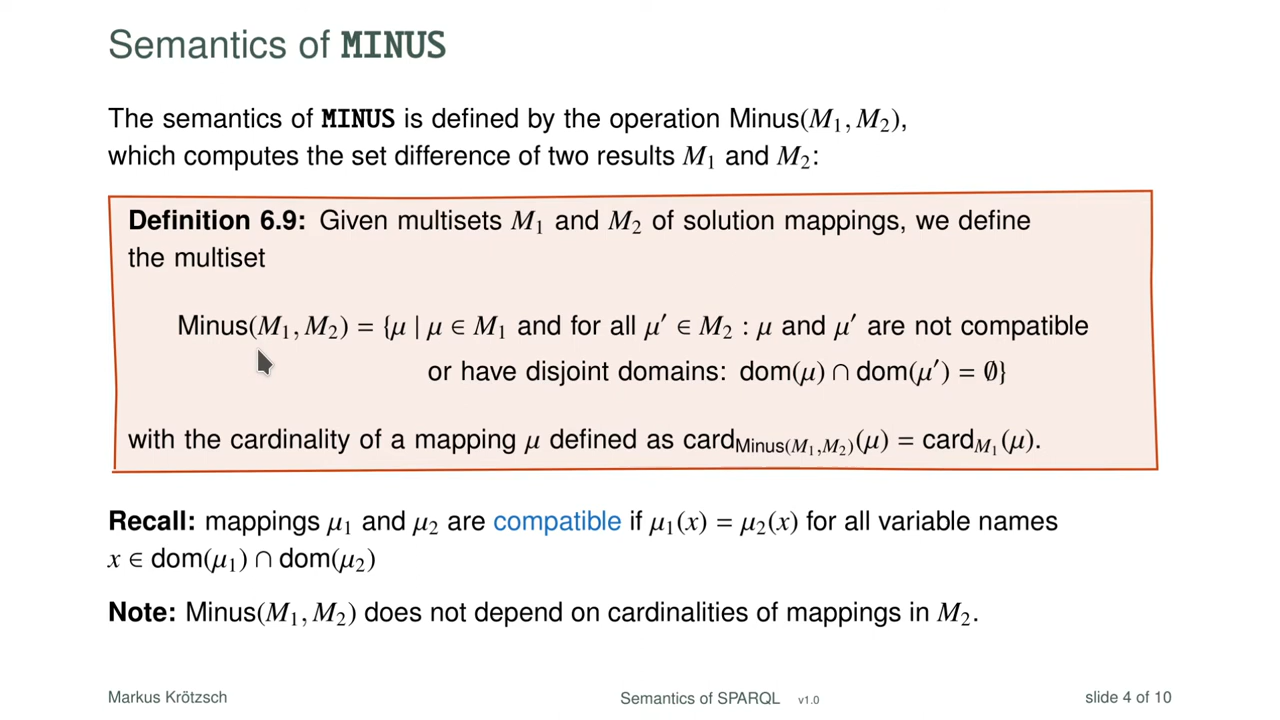 Semantics of MINUS
The semantics of MINUS is defined by the operation Minus(M₁, M₂),
which computes the set difference of two results M₁ and M₂:
Definition 6.9: Given multisets M₁ and M₂ of solution mappings, we define
the multiset
Minus(M₁, M₂) = {μ | μ ∈ M₁ and for all μ′ ∈ M₂ : μ and μ′ are not compatible
or have disjoint domains: dom(μ) ∩ dom(μ′) = ∅}
with the cardinality of a mapping μ defined as card_Minus(M₁,M₂)(μ) = card_M₁(μ).
Recall: mappings μ₁ and μ₂ are compatible if μ₁(x) = μ₂(x) for all variable names
x ∈ dom(μ₁) ∩ dom(μ₂)
Note: Minus(M₁, M₂) does not depend on cardinalities of mappings in M₂.
Markus Krötzsch Semantics of SPARQL v1.0 slide 4 of 10